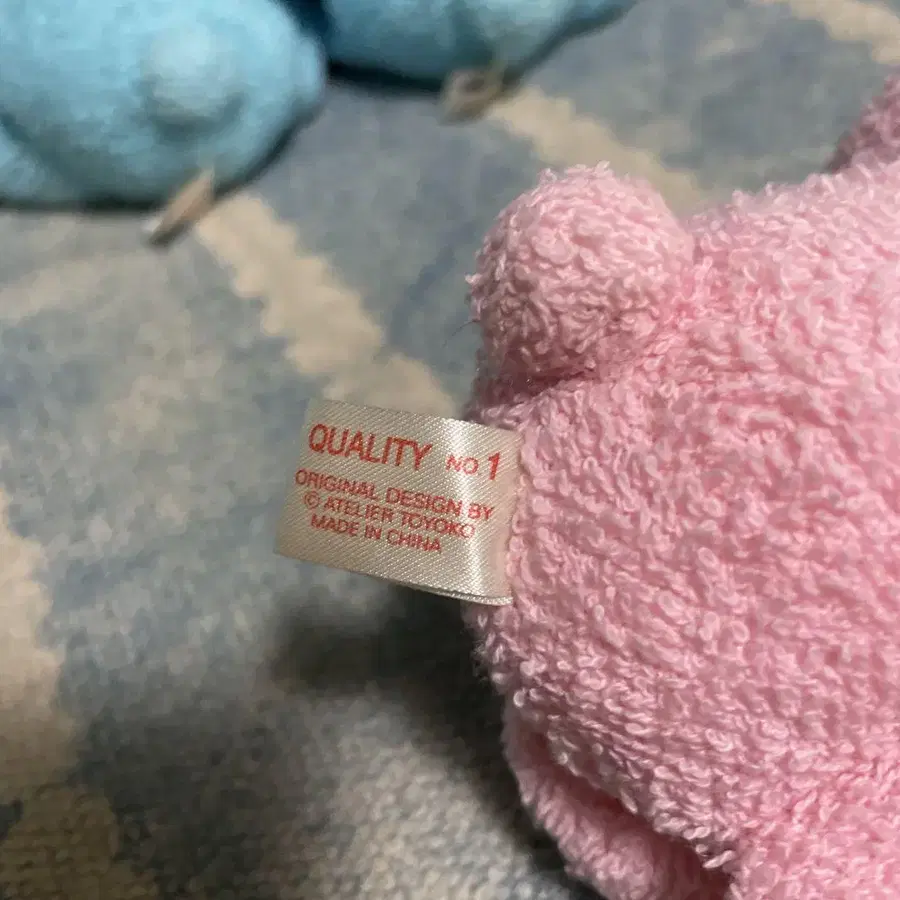 QUALITY NO 1
ORIGINAL DESIGN BY
© ATELIER TOYOKO
MADE IN CHINA